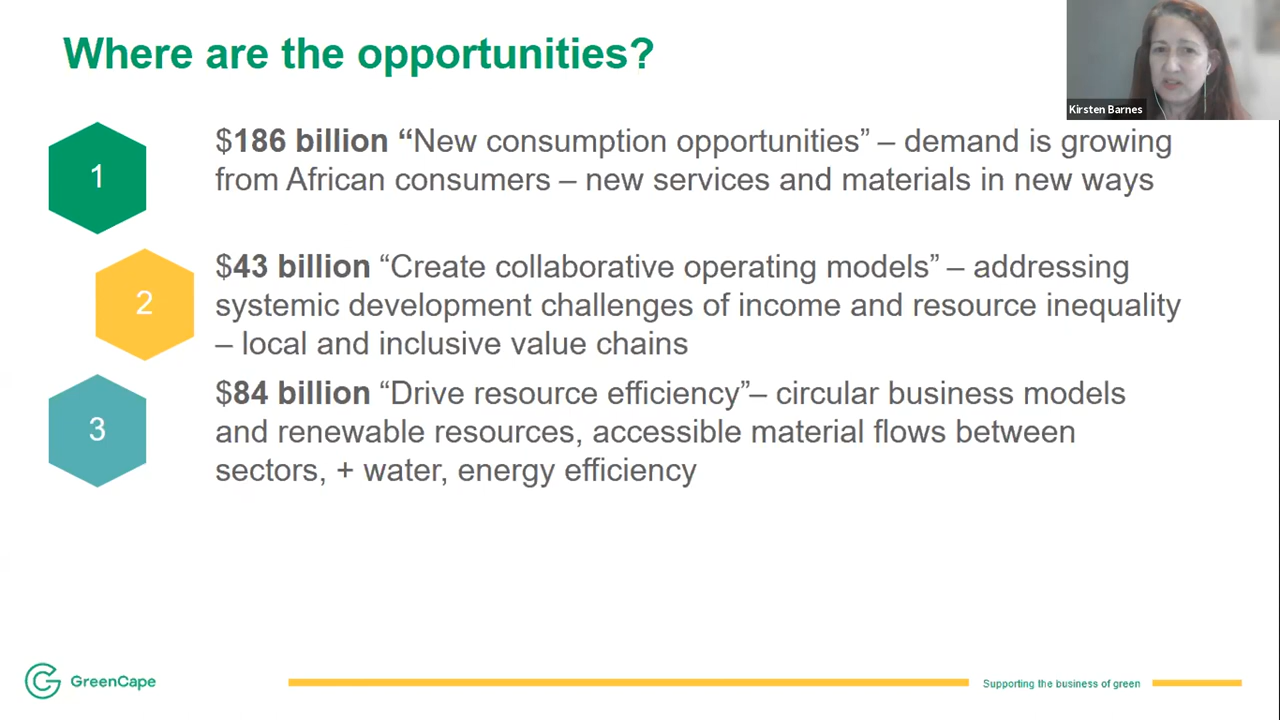 Where are the opportunities?
Kirsten Barnes
1
$186 billion “New consumption opportunities” – demand is growing
from African consumers – new services and materials in new ways
2
$43 billion “Create collaborative operating models” – addressing
systemic development challenges of income and resource inequality
– local and inclusive value chains
3
$84 billion “Drive resource efficiency”– circular business models
and renewable resources, accessible material flows between
sectors, + water, energy efficiency
GreenCape
Supporting the business of green